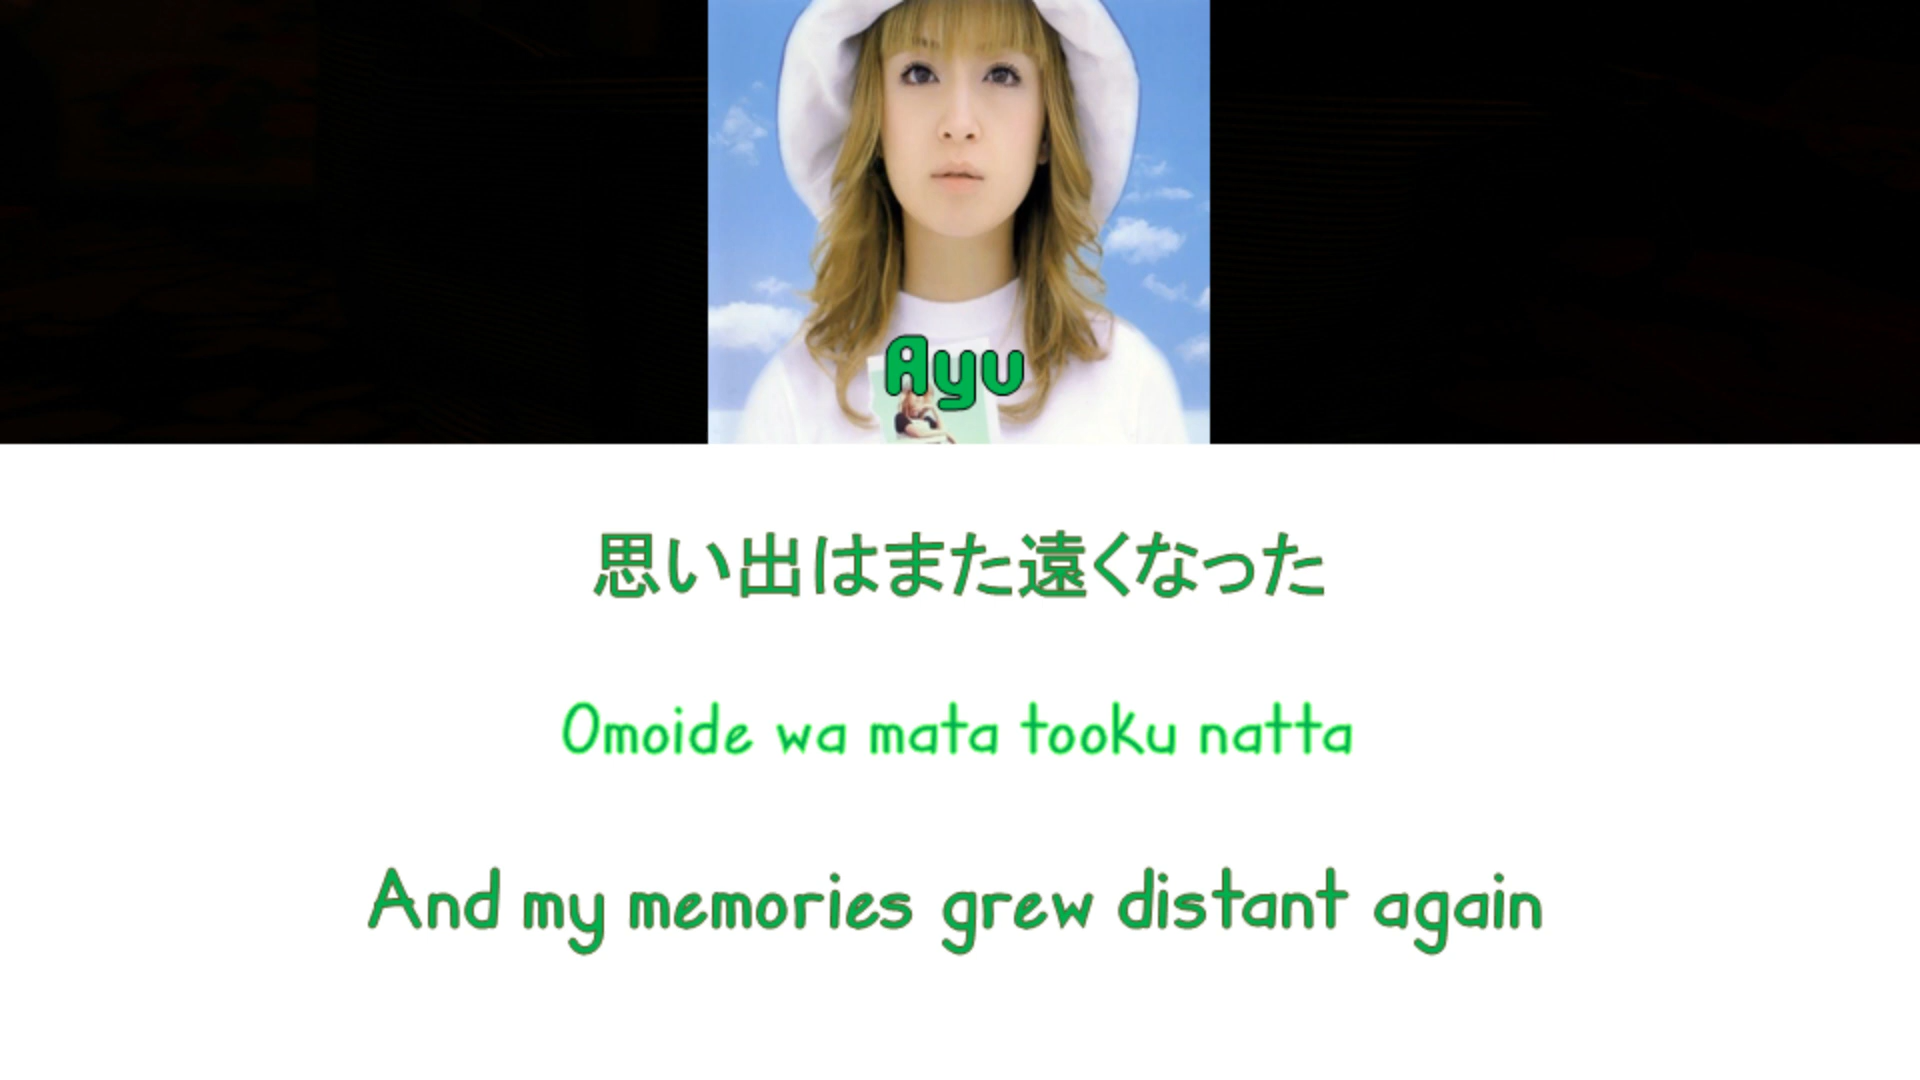 Ayu
思い出はまた遠くなった
Omoide wa mata tooku natta
And my memories grew distant again